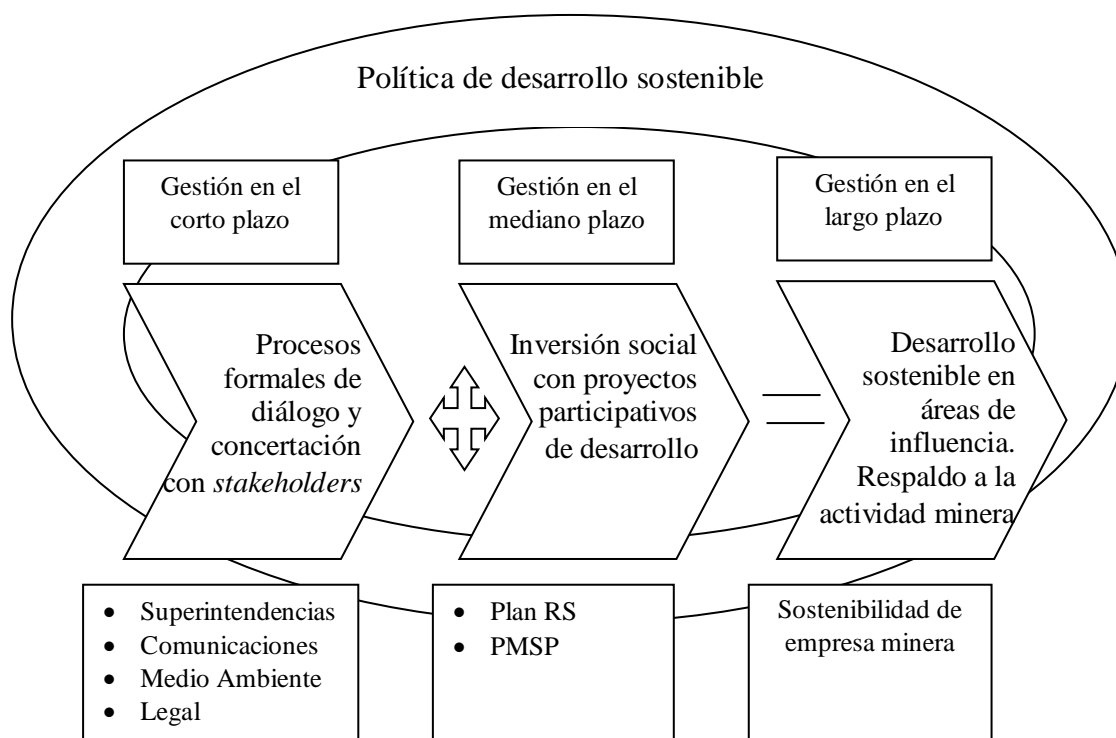 Política de desarrollo sostenible
Gestión en el
corto plazo
Gestión en el
mediano plazo
Gestión en el
largo plazo
Procesos
formales de
diálogo y
concertación
con stakeholders
Inversión social
con proyectos
participativos
de desarrollo
Desarrollo
sostenible en
áreas de
influencia.
Respaldo a la
actividad minera
• Superintendencias
• Comunicaciones
• Medio Ambiente
• Legal
• Plan RS
• PMSP
Sostenibilidad de
empresa minera